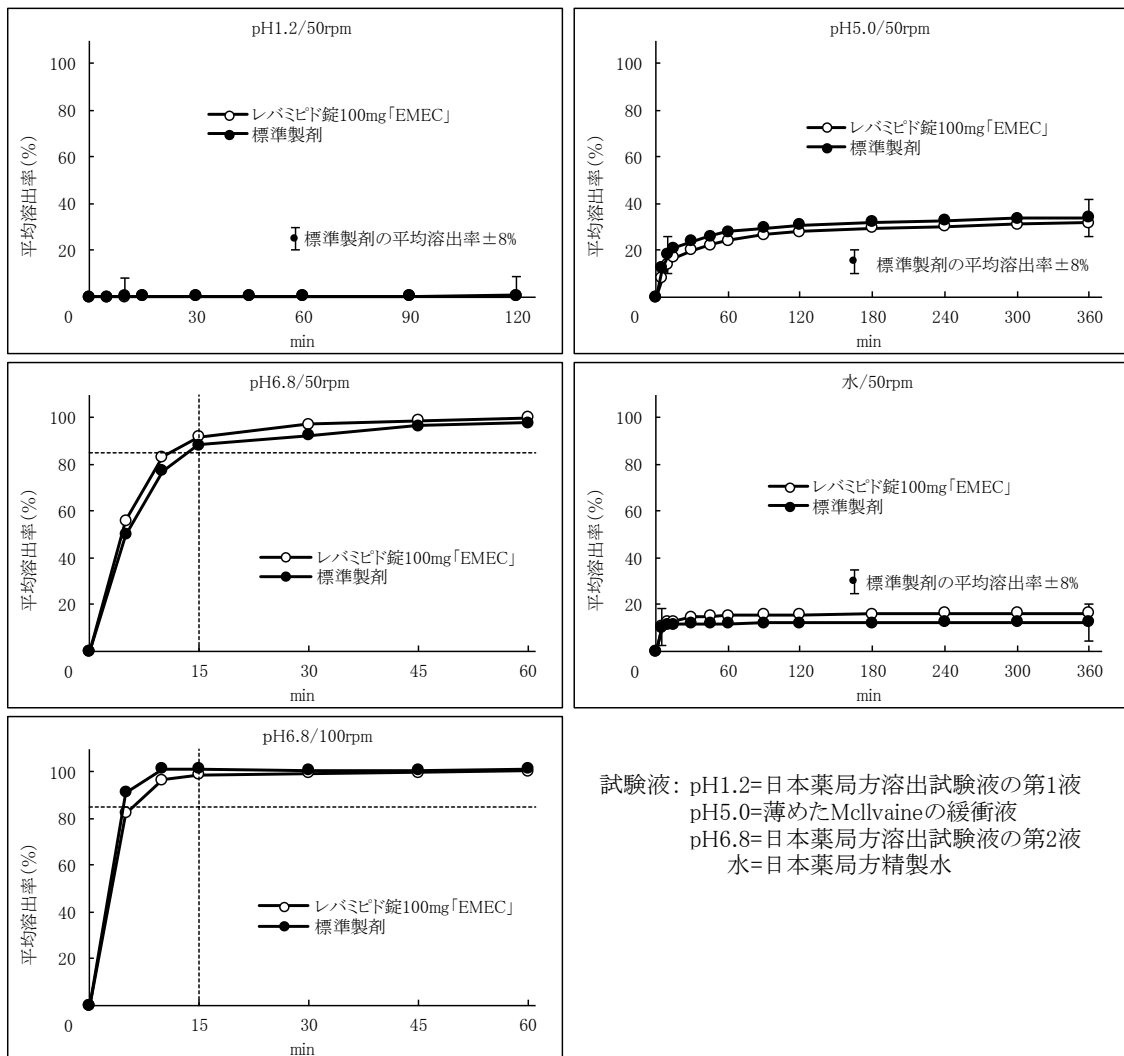 pH1.2/50rpm
平均溶出率(%)
100
80
60
40
20
0
レバミピド錠100mg「EMEC」
標準製剤
標準製剤の平均溶出率±8%
30
60
90
120
min
pH5.0/50rpm
平均溶出率(%)
100
80
60
40
20
0
レバミピド錠100mg「EMEC」
標準製剤
標準製剤の平均溶出率±8%
60
120
180
240
300
360
min
pH6.8/50rpm
平均溶出率(%)
100
80
60
40
20
0
レバミピド錠100mg「EMEC」
標準製剤
15
30
45
60
min
水/50rpm
平均溶出率(%)
100
80
60
40
20
0
レバミピド錠100mg「EMEC」
標準製剤
標準製剤の平均溶出率±8%
60
120
180
240
300
360
min
pH6.8/100rpm
平均溶出率(%)
100
80
60
40
20
0
レバミピド錠100mg「EMEC」
標準製剤
15
30
45
60
min
試験液: pH1.2=日本薬局方溶出試験液の第1液
pH5.0=薄めたMcIlvaineの緩衝液
pH6.8=日本薬局方溶出試験液の第2液
水=日本薬局方精製水